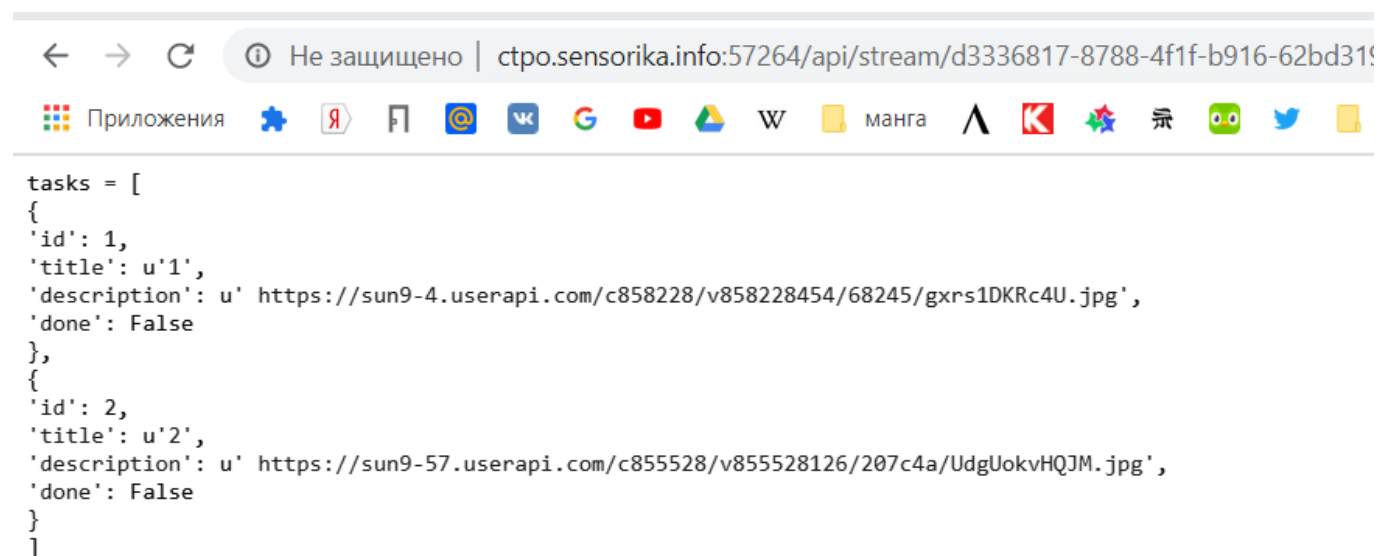 Не защищено | ctpo.sensorika.info:57264/api/stream/d3336817-8788-4f1f-b916-62bd319
Приложения Я @ W манга
tasks = [
{
'id': 1,
'title': u'1',
'description': u' https://sun9-4.userapi.com/c858228/v858228454/68245/gxrs1DKRc4U.jpg',
'done': False
},
{
'id': 2,
'title': u'2',
'description': u' https://sun9-57.userapi.com/c855528/v855528126/207c4a/UdgUokvHQJM.jpg',
'done': False
}
]